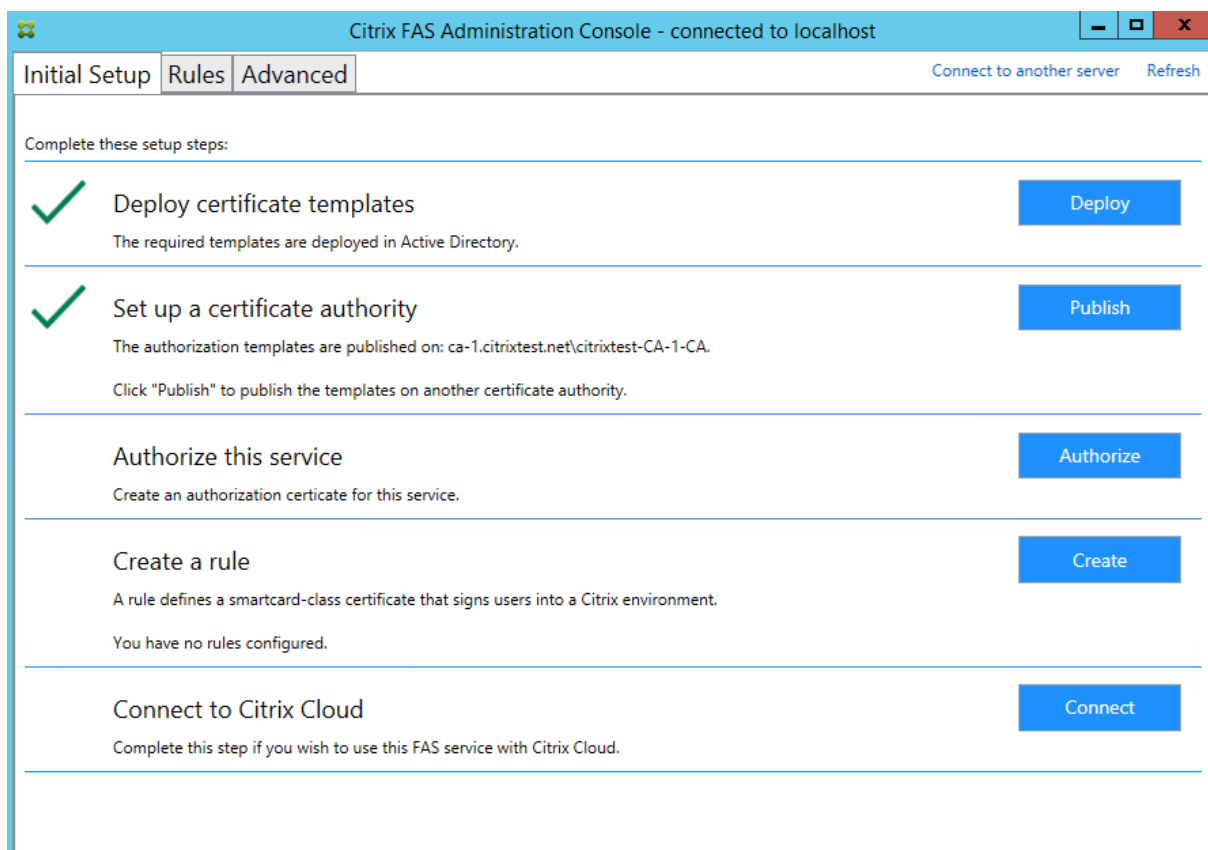 Citrix FAS Administration Console - connected to localhost
Initial Setup Rules Advanced Connect to another server Refresh
Complete these setup steps:
Deploy certificate templates
Deploy
The required templates are deployed in Active Directory.
Set up a certificate authority
Publish
The authorization templates are published on: ca-1.citrixtest.net\citrixtest-CA-1-CA.
Click "Publish" to publish the templates on another certificate authority.
Authorize this service
Authorize
Create an authorization certicate for this service.
Create a rule
Create
A rule defines a smartcard-class certificate that signs users into a Citrix environment.
You have no rules configured.
Connect to Citrix Cloud
Connect
Complete this step if you wish to use this FAS service with Citrix Cloud.